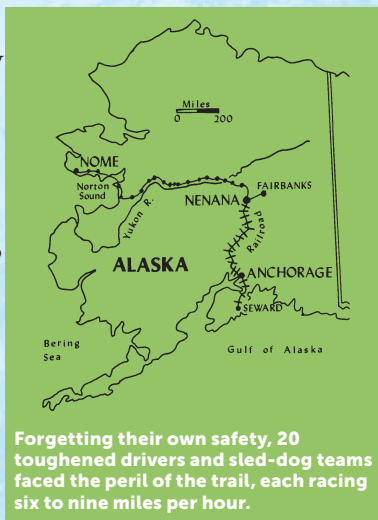 Miles
0 200
NOME
Norton
Sound
Yukon R.
NENANA
FAIRBANKS
Railroad
ALASKA
ANCHORAGE
SEWARD
Bering
Sea
Gulf of Alaska
Forgetting their own safety, 20
toughened drivers and sled-dog teams
faced the peril of the trail, each racing
six to nine miles per hour.